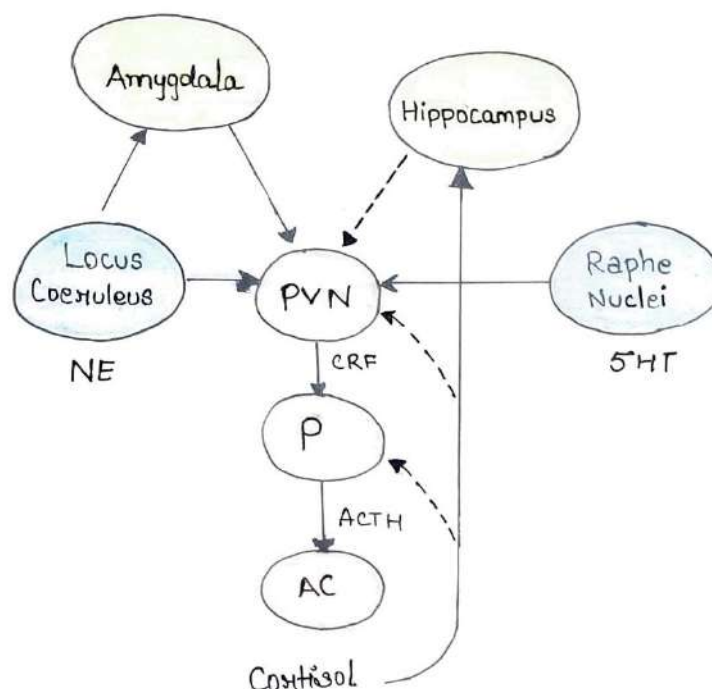 Amygdala
Hippocampus
Locus
Coeruleus
PVN
Raphe
Nuclei
NE
5HT
CRF
P
ACTH
AC
Cortisol